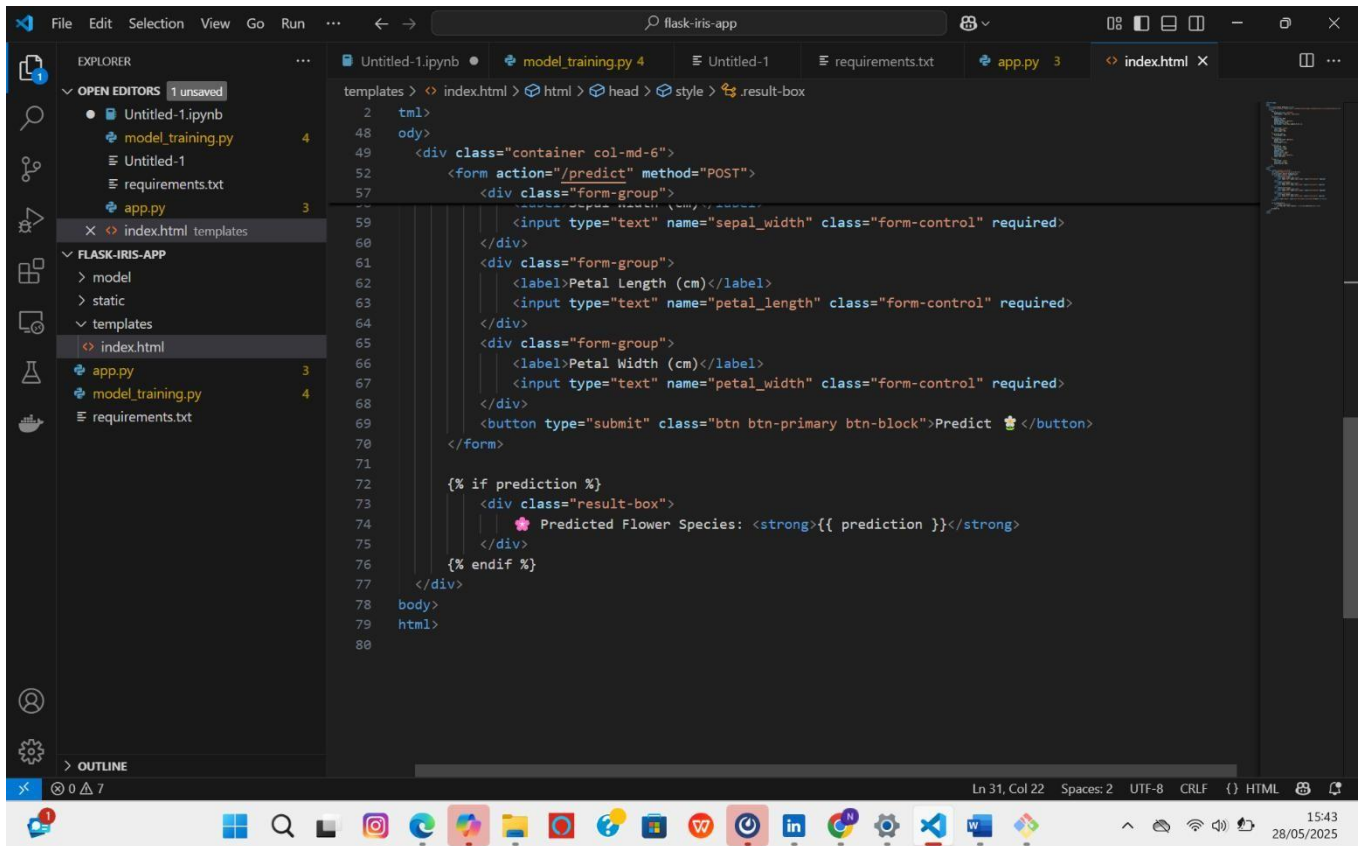 File Edit Selection View Go Run ··· flask-iris-app
EXPLORER ···
OPEN EDITORS 1 unsaved
Untitled-1.ipynb
model_training.py 4
Untitled-1
requirements.txt
app.py 3
index.html templates
FLASK-IRIS-APP
model
static
templates
index.html
app.py 3
model_training.py 4
requirements.txt
OUTLINE
Untitled-1.ipynb model_training.py 4 Untitled-1 requirements.txt app.py 3 index.html
templates > index.html > html > head > style > .result-box
2 tml>
48 ody>
49 <div class="container col-md-6">
52 <form action="/predict" method="POST">
57 <div class="form-group">
59 <input type="text" name="sepal_width" class="form-control" required>
60 </div>
61 <div class="form-group">
62 <label>Petal Length (cm)</label>
63 <input type="text" name="petal_length" class="form-control" required>
64 </div>
65 <div class="form-group">
66 <label>Petal Width (cm)</label>
67 <input type="text" name="petal_width" class="form-control" required>
68 </div>
69 <button type="submit" class="btn btn-primary btn-block">Predict 🌼</button>
70 </form>
71
72 {% if prediction %}
73 <div class="result-box">
74 🌸 Predicted Flower Species: <strong>{{ prediction }}</strong>
75 </div>
76 {% endif %}
77 </div>
78 body>
79 html>
80
0 7 Ln 31, Col 22 Spaces: 2 UTF-8 CRLF {} HTML
15:43
28/05/2025